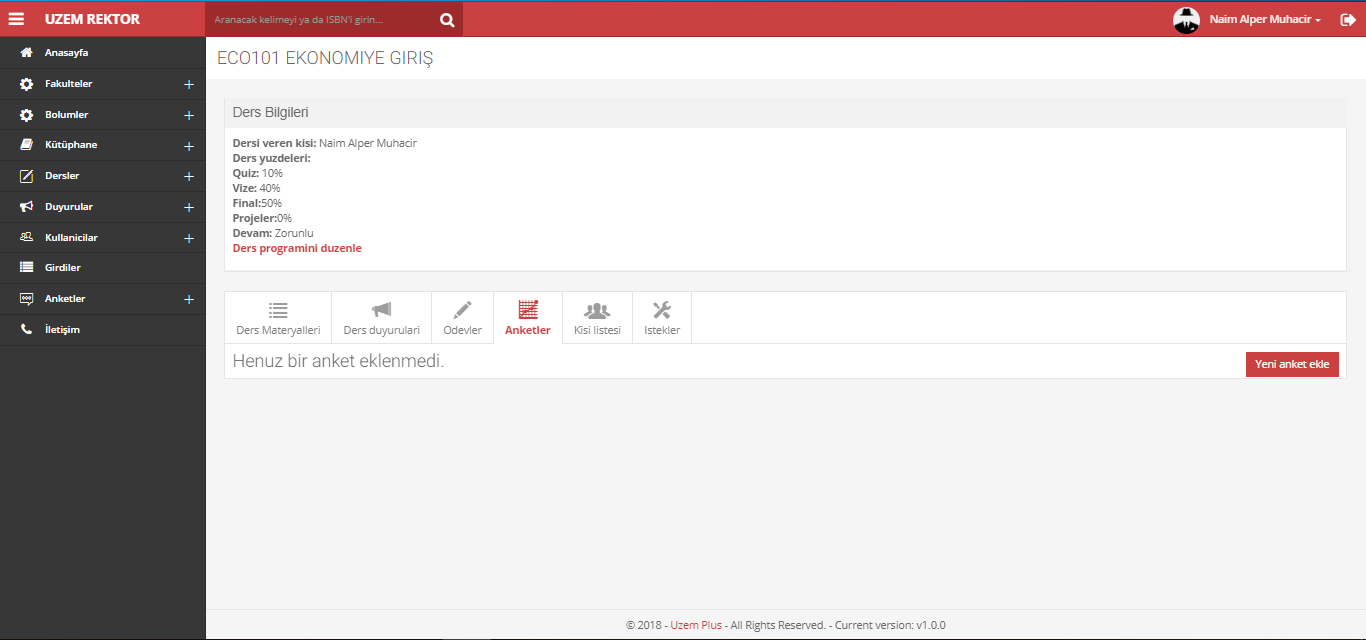 UZEM REKTOR
Aranacak kelimeyi ya da ISBN'i girin...
Naim Alper Muhacir
Anasayfa
Fakulteler
Bolumler
Kütüphane
Dersler
Duyurular
Kullanicilar
Girdiler
Anketler
İletişim
ECO101 EKONOMIYE GIRIŞ
Ders Bilgileri
Dersi veren kisi: Naim Alper Muhacir
Ders yuzdeleri:
Quiz: 10%
Vize: 40%
Final:50%
Projeler:0%
Devam: Zorunlu
Ders programini duzenle
Ders Materyalleri
Ders duyurulari
Odevler
Anketler
Kisi listesi
Istekler
Henuz bir anket eklenmedi.
Yeni anket ekle
© 2018 - Uzem Plus - All Rights Reserved. - Current version: v1.0.0